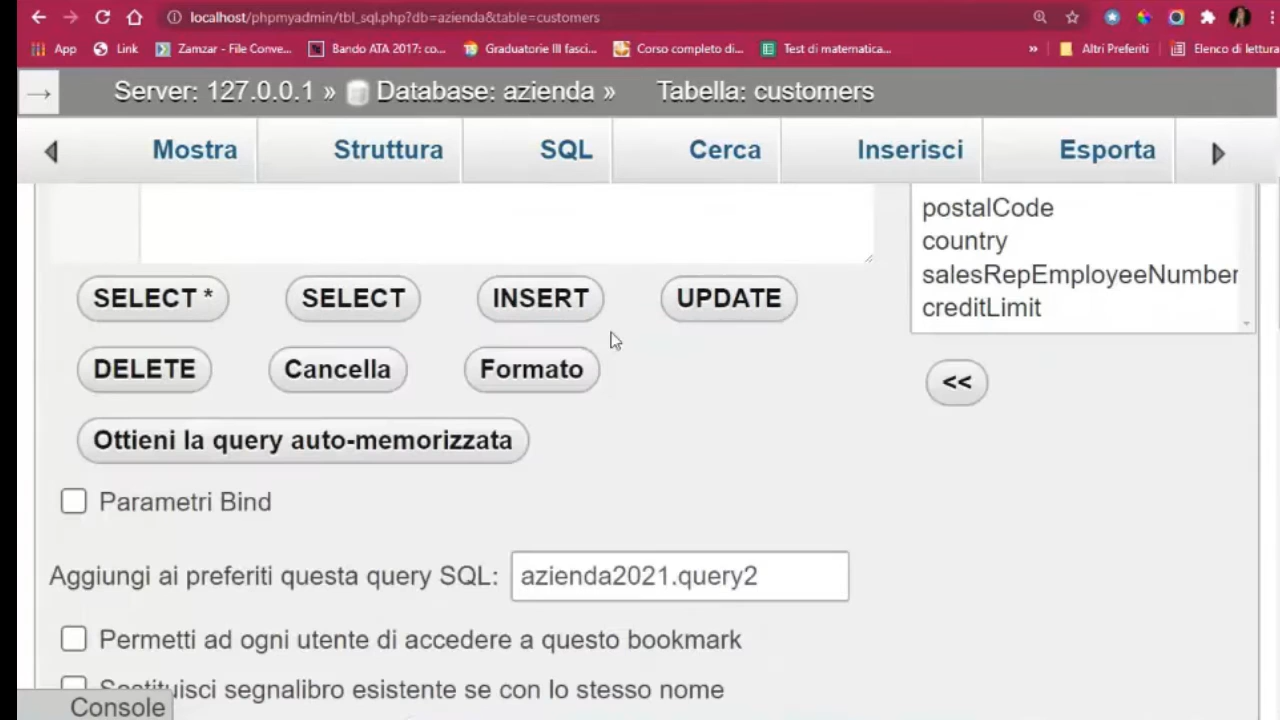 localhost/phpmyadmin/tbl_sql.php?db=azienda&table=customers
App Link Zamzar - File Conve... Bando ATA 2017: co... Graduatorie III fasci... Corso completo di... Test di matematica... » Altri Preferiti Elenco di lettura
Server: 127.0.0.1 » Database: azienda » Tabella: customers
Mostra Struttura SQL Cerca Inserisci Esporta
postalCode
country
salesRepEmployeeNumber
creditLimit
SELECT * SELECT INSERT UPDATE
DELETE Cancella Formato
<<
Ottieni la query auto-memorizzata
Parametri Bind
Aggiungi ai preferiti questa query SQL: azienda2021.query2
Permetti ad ogni utente di accedere a questo bookmark
Sostituisci segnalibro esistente se con lo stesso nome
Console